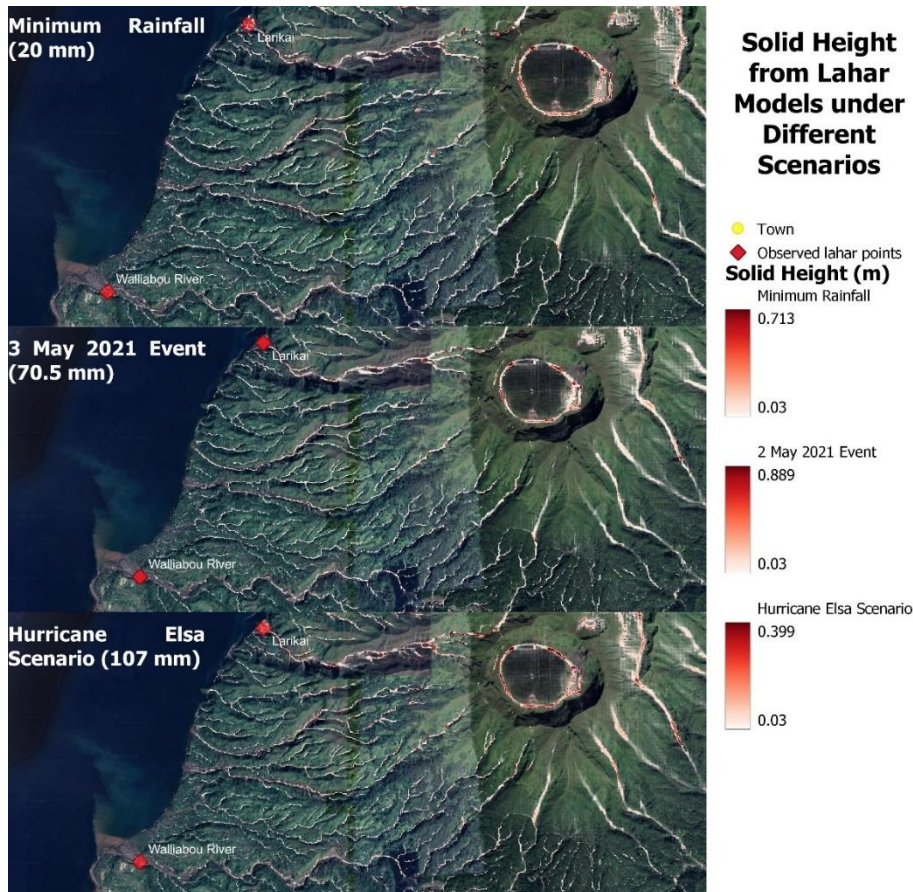 Minimum Rainfall
(20 mm)
Larikai
Walliabou River
3 May 2021 Event
(70.5 mm)
Larikai
Walliabou River
Hurricane Elsa
Scenario (107 mm)
Larikai
Walliabou River
Solid Height
from Lahar
Models under
Different
Scenarios
Town
Observed lahar points
Solid Height (m)
Minimum Rainfall
0.713
0.03
2 May 2021 Event
0.889
0.03
Hurricane Elsa Scenario
0.399
0.03